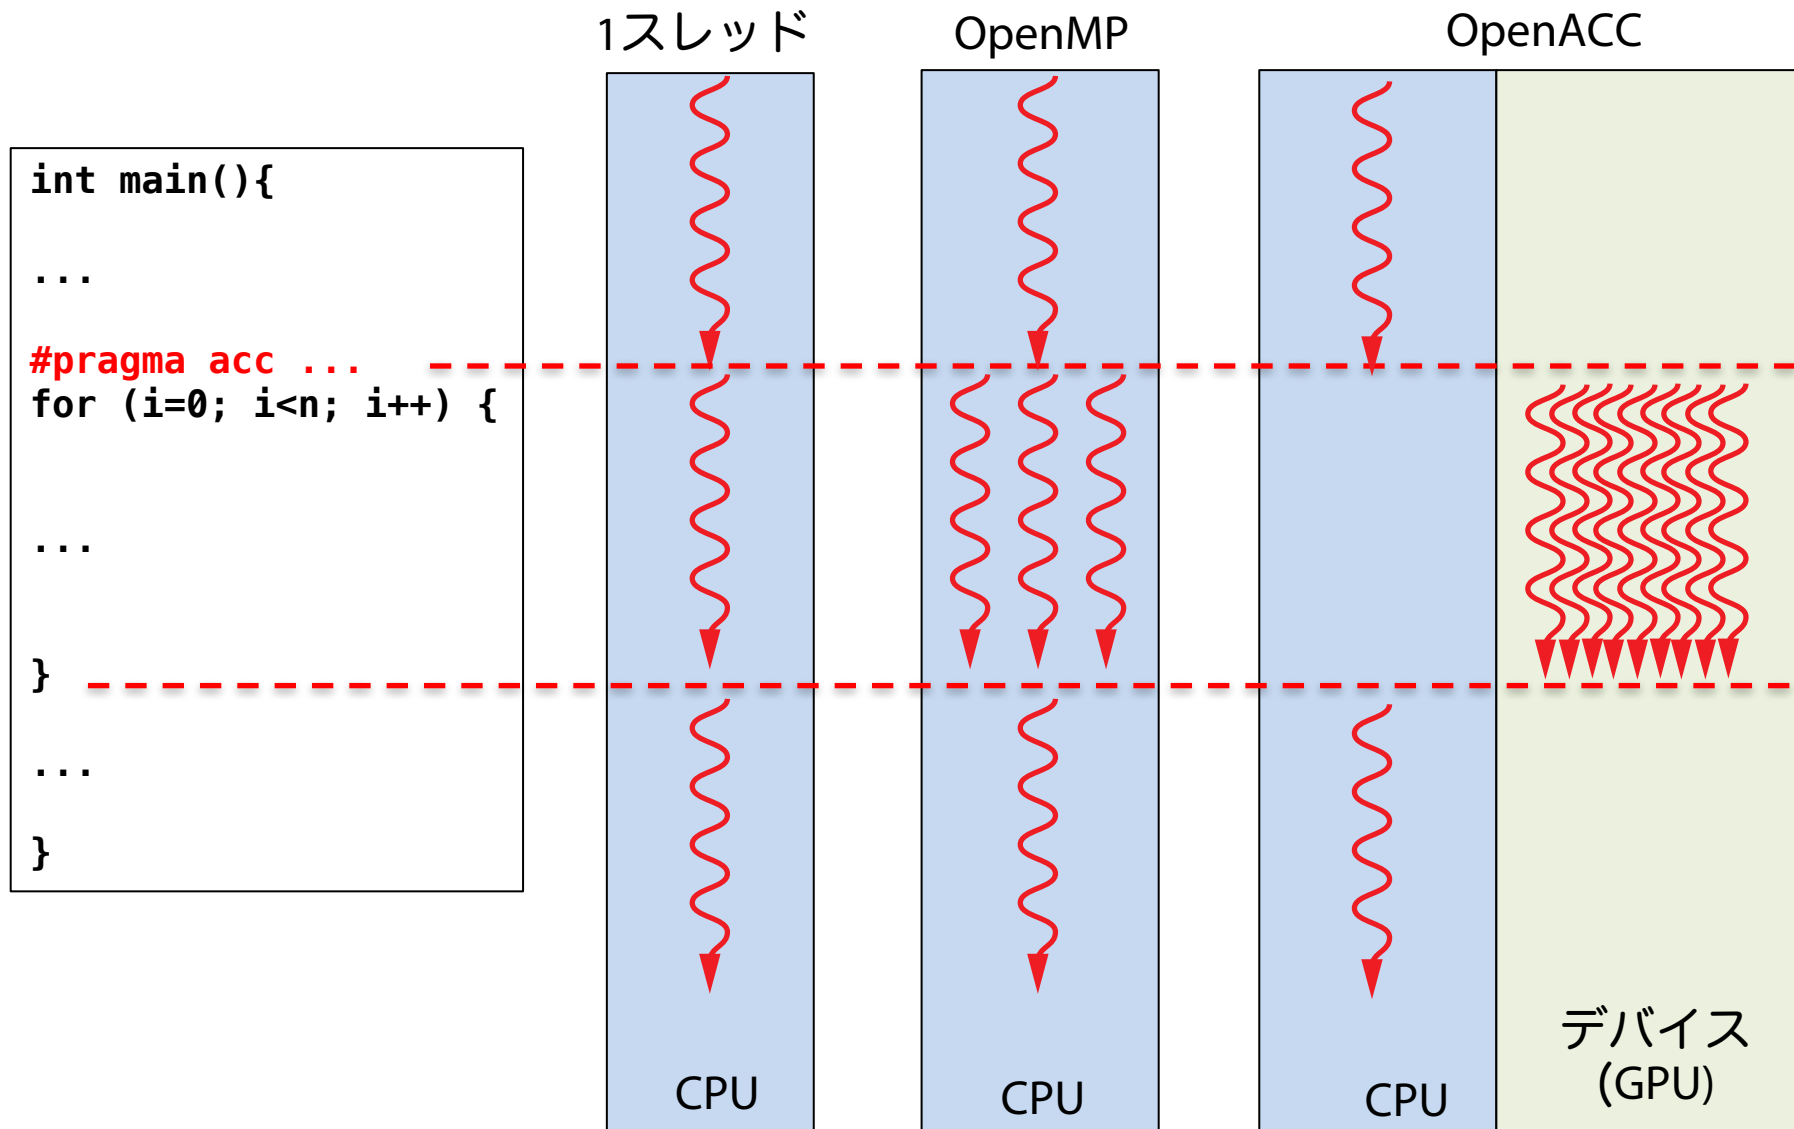 1スレッド
OpenMP
OpenACC
int main(){
...
#pragma acc ...
for (i=0; i<n; i++) {
...
}
...
}
CPU
CPU
CPU
デバイス
(GPU)